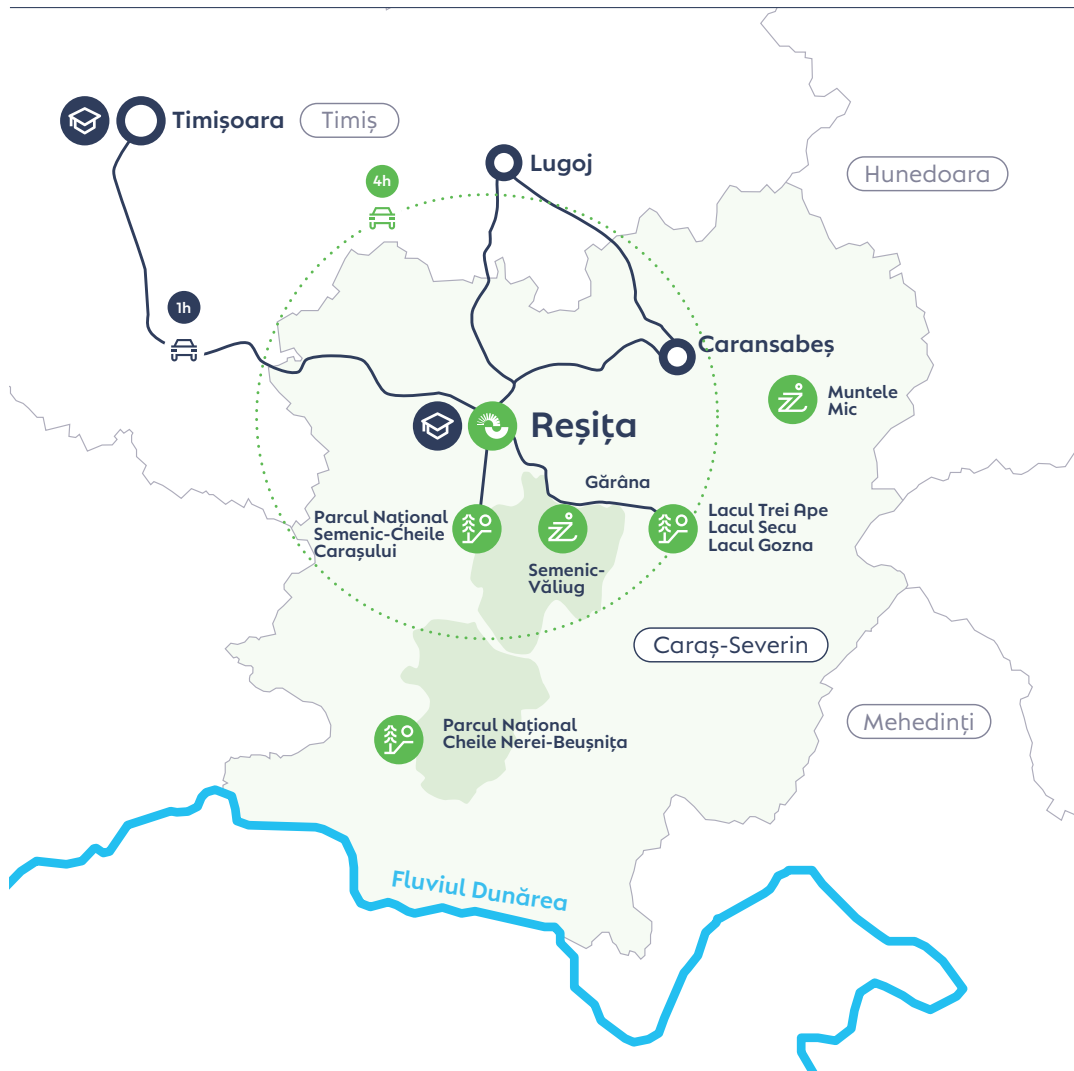 Timișoara
Timiș
4h
Lugoj
Hunedoara
1h
Caransabeș
Muntele
Mic
Reșița
Gărâna
Parcul Național
Semenic-Cheile
Carașului
Lacul Trei Ape
Lacul Secu
Lacul Gozna
Semenic-
Văliug
Caraș-Severin
Mehedinți
Parcul Național
Cheile Nerei-Beușnița
Fluviul Dunărea